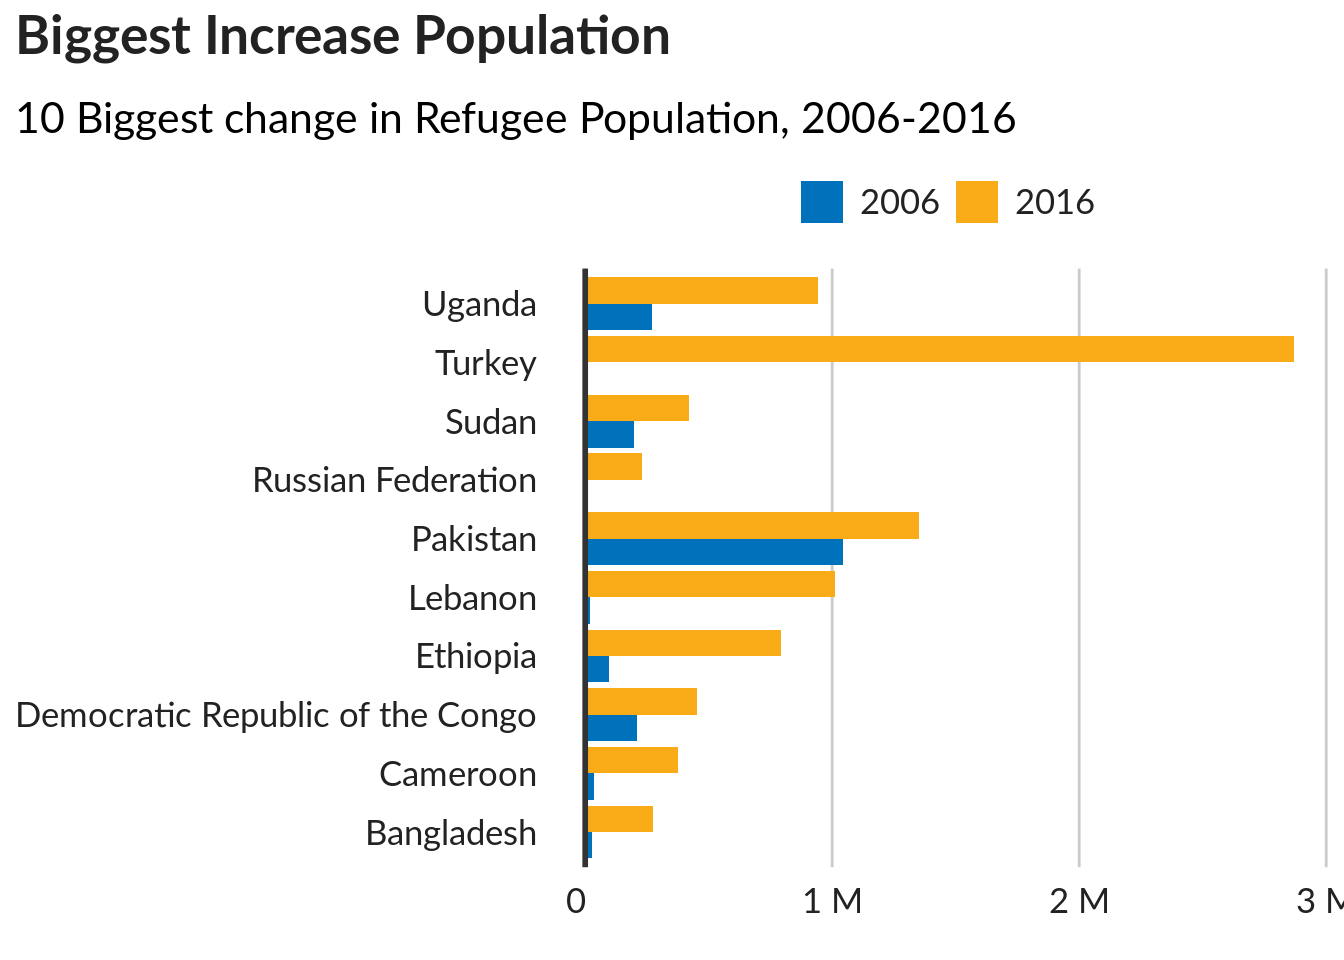 Biggest Increase Population
10 Biggest change in Refugee Population, 2006-2016
2006 2016
Uganda
Turkey
Sudan
Russian Federation
Pakistan
Lebanon
Ethiopia
Democratic Republic of the Congo
Cameroon
Bangladesh
0 1 M 2 M 3 M